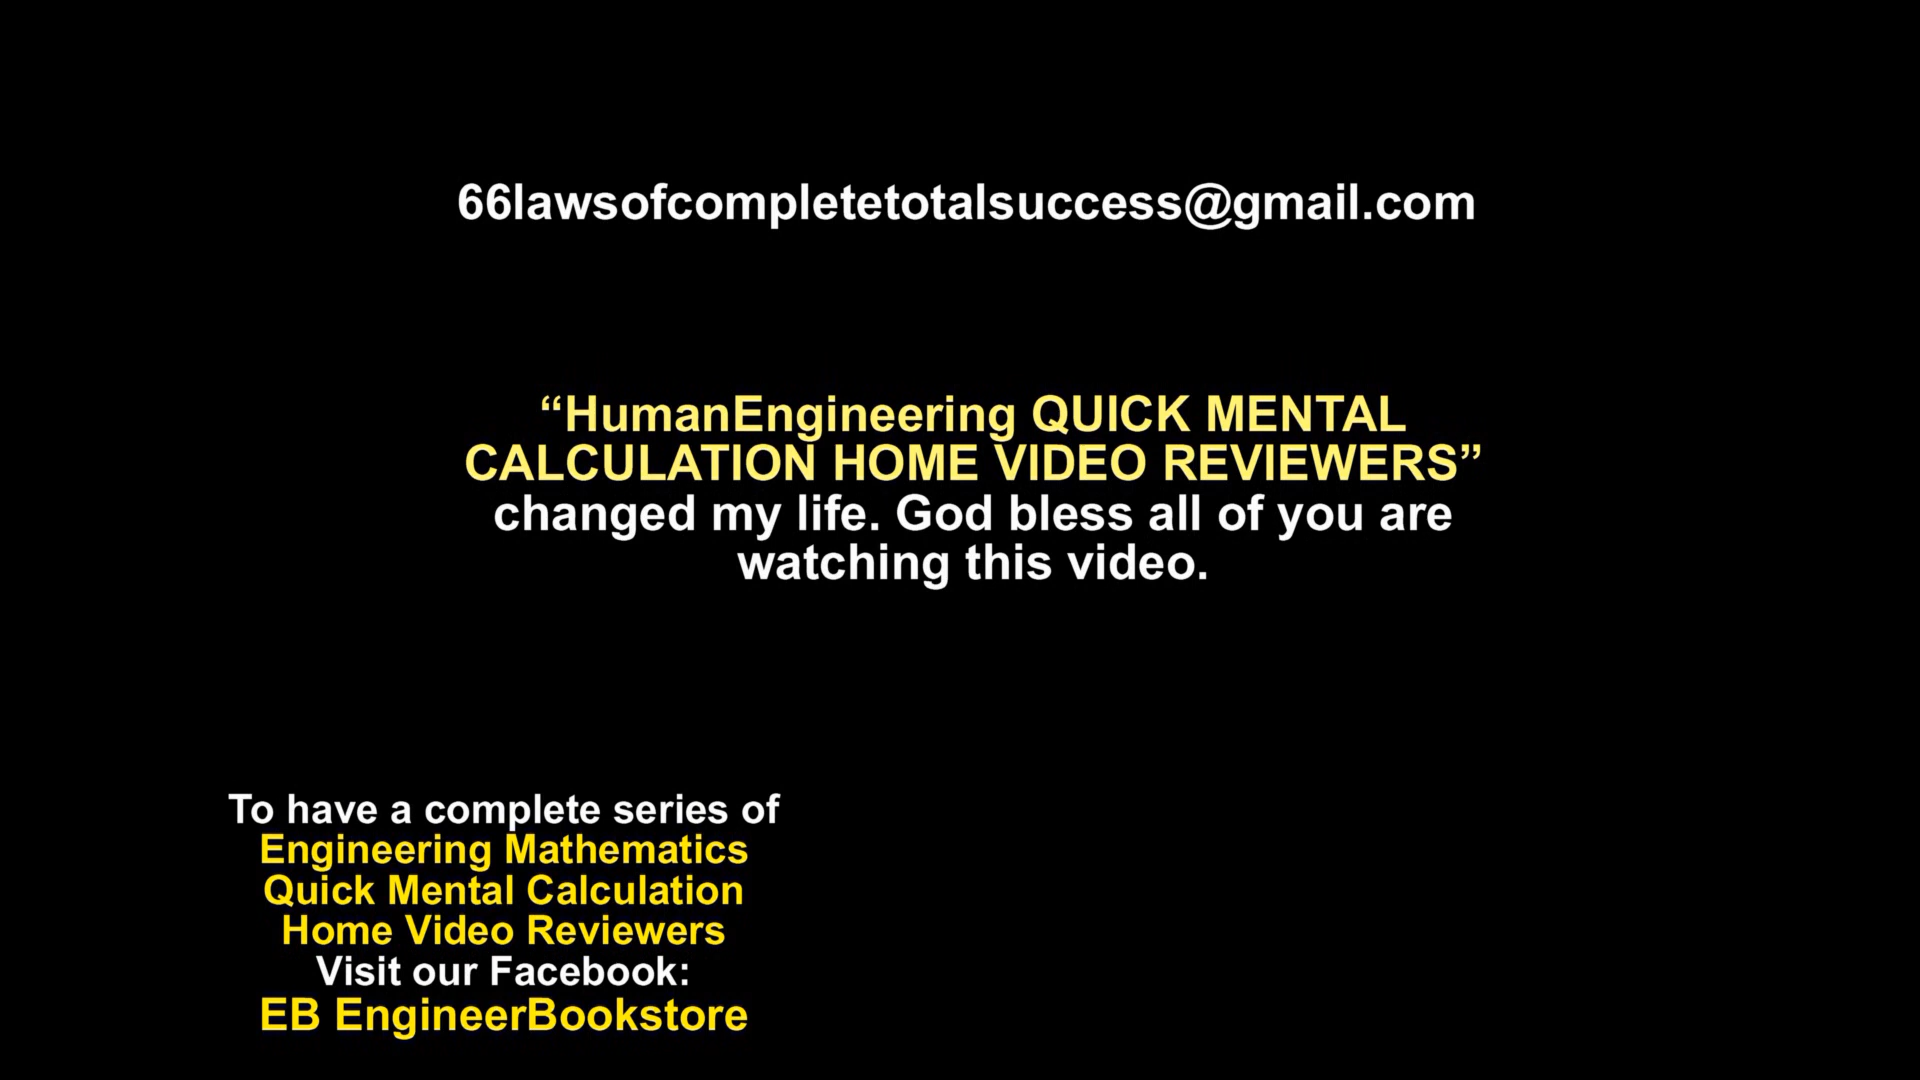 66lawsofcompletetotalsuccess@gmail.com
“HumanEngineering QUICK MENTAL
CALCULATION HOME VIDEO REVIEWERS”
changed my life. God bless all of you are
watching this video.
To have a complete series of
Engineering Mathematics
Quick Mental Calculation
Home Video Reviewers
Visit our Facebook:
EB EngineerBookstore